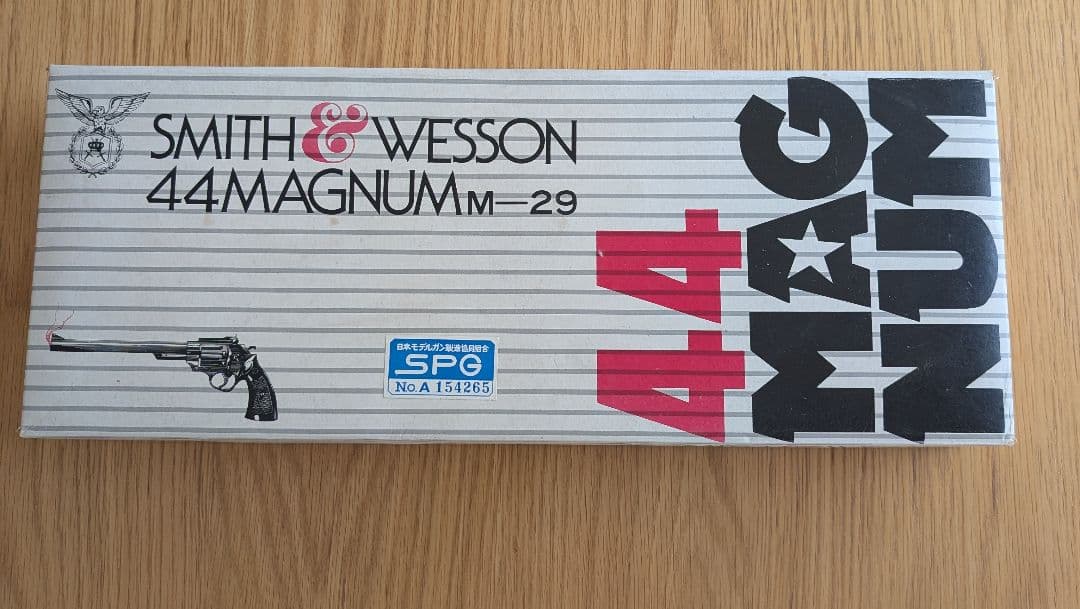 SMITH & WESSON
44MAGNUM M—29
44
MAG
NUM
日本モデルガン製造協同組合
SPG
No. A 154265